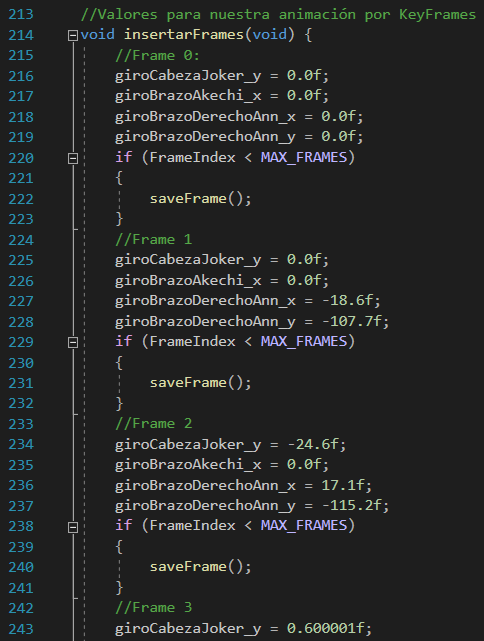 213 //Valores para nuestra animación por KeyFrames
214 void insertarFrames(void) {
215 //Frame 0:
216 giroCabezaJoker_y = 0.0f;
217 giroBrazoAkechi_x = 0.0f;
218 giroBrazoDerechoAnn_x = 0.0f;
219 giroBrazoDerechoAnn_y = 0.0f;
220 if (FrameIndex < MAX_FRAMES)
221 {
222 saveFrame();
223 }
224 //Frame 1
225 giroCabezaJoker_y = 0.0f;
226 giroBrazoAkechi_x = 0.0f;
227 giroBrazoDerechoAnn_x = -18.6f;
228 giroBrazoDerechoAnn_y = -107.7f;
229 if (FrameIndex < MAX_FRAMES)
230 {
231 saveFrame();
232 }
233 //Frame 2
234 giroCabezaJoker_y = -24.6f;
235 giroBrazoAkechi_x = 0.0f;
236 giroBrazoDerechoAnn_x = 17.1f;
237 giroBrazoDerechoAnn_y = -115.2f;
238 if (FrameIndex < MAX_FRAMES)
239 {
240 saveFrame();
241 }
242 //Frame 3
243 giroCabezaJoker_y = 0.600001f;